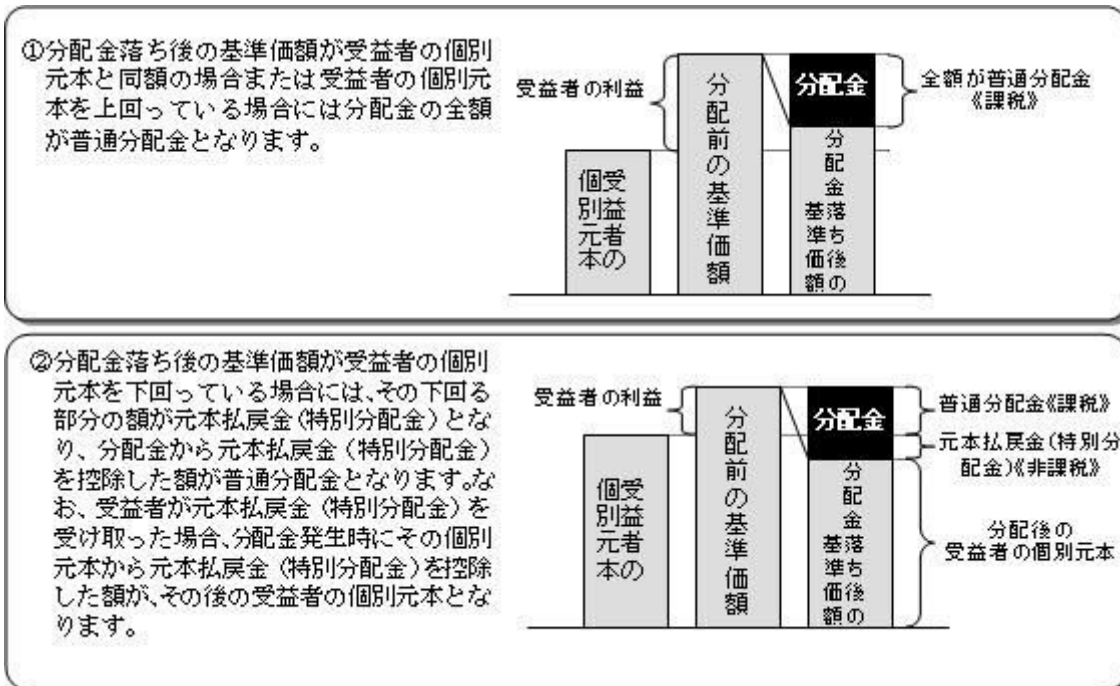 ①分配金落ち後の基準価額が受益者の個別
元本と同額の場合または受益者の個別元
本を上回っている場合には分配金の全額
が普通分配金となります。
受益者の利益
受益者の
個別元本
分配前の基準価額
分配金
分配金落ち後の
基準価額
全額が普通分配金
《課税》
②分配金落ち後の基準価額が受益者の個別
元本を下回っている場合には、その下回る
部分の額が元本払戻金(特別分配金)とな
り、分配金から元本払戻金(特別分配金)
を控除した額が普通分配金となります。な
お、受益者が元本払戻金(特別分配金)を
受け取った場合、分配金発生時にその個別
元本から元本払戻金(特別分配金)を控除
した額が、その後の受益者の個別元本とな
ります。
受益者の利益
受益者の
個別元本
分配前の基準価額
分配金
分配金落ち後の
基準価額
普通分配金《課税》
元本払戻金(特別分
配金)《非課税》
分配後の
受益者の個別元本